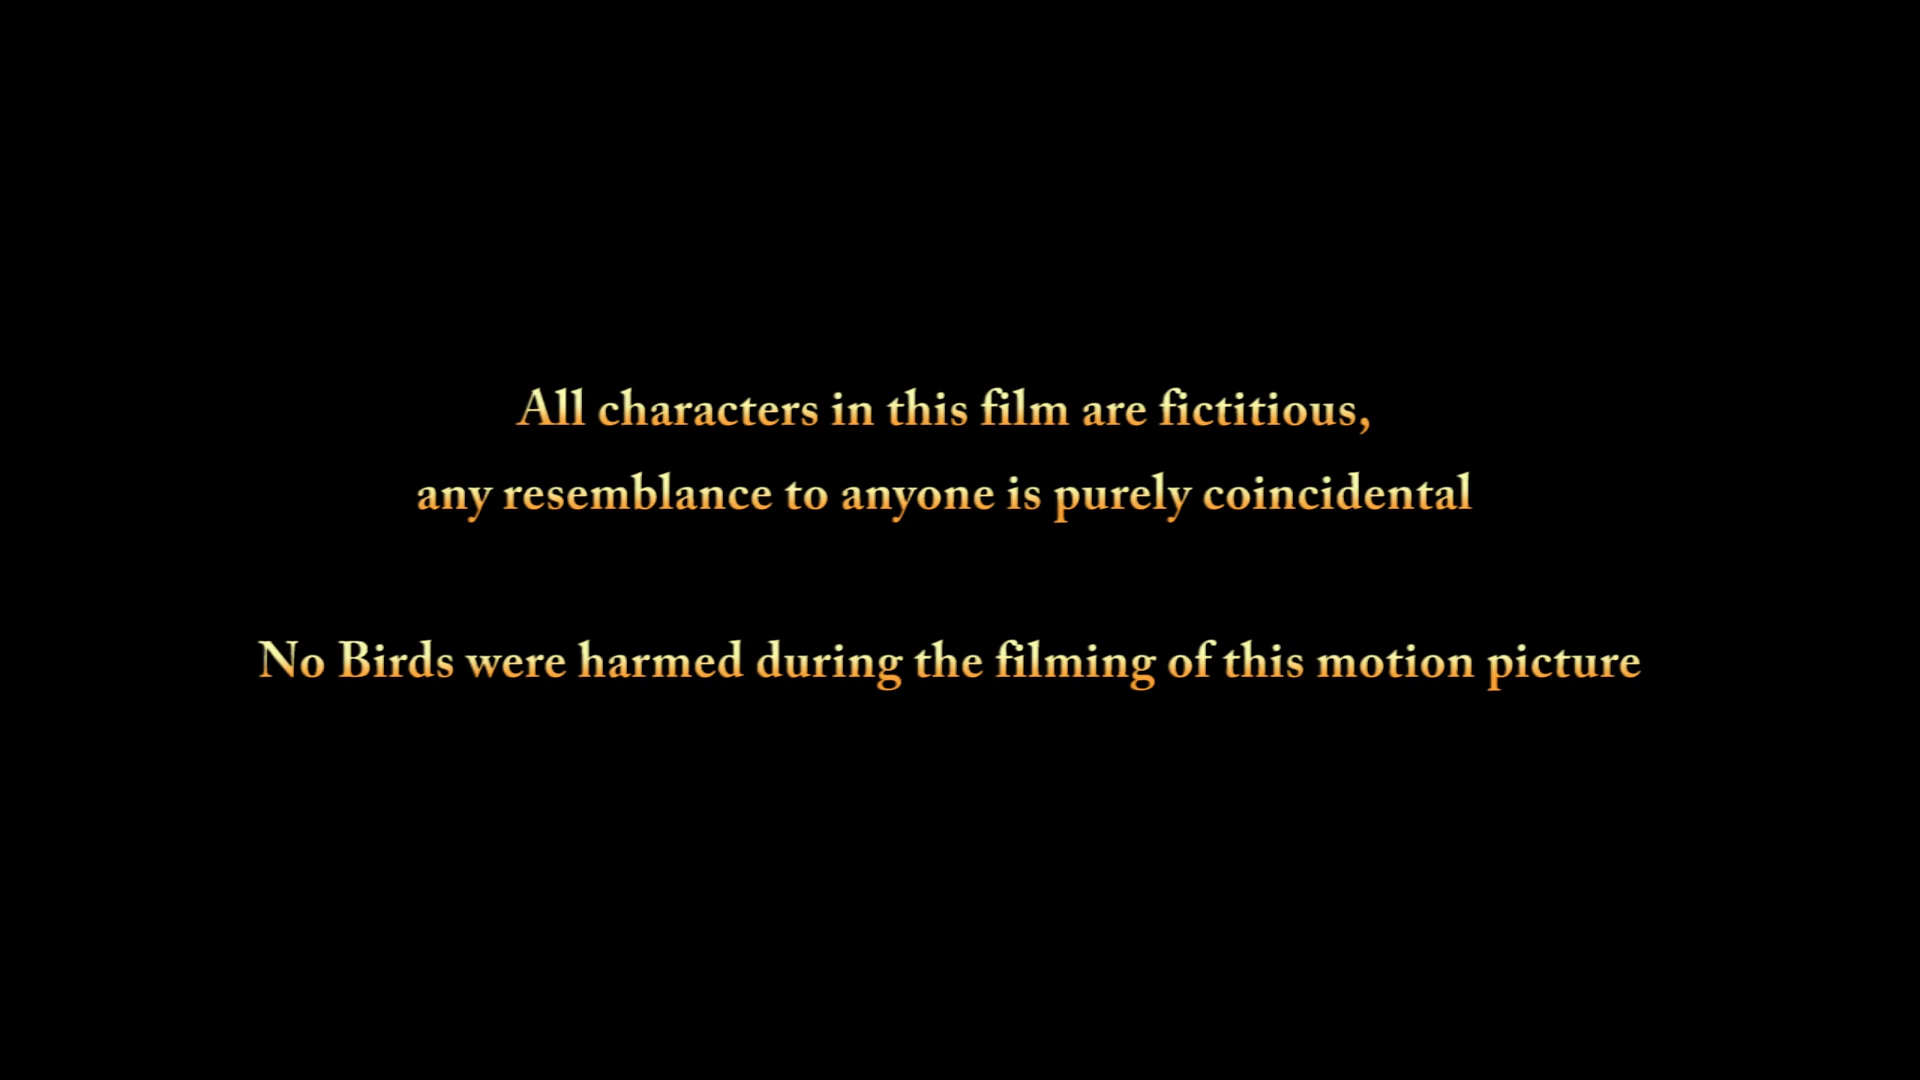 All characters in this film are fictitious,
any resemblance to anyone is purely coincidental
No Birds were harmed during the filming of this motion picture